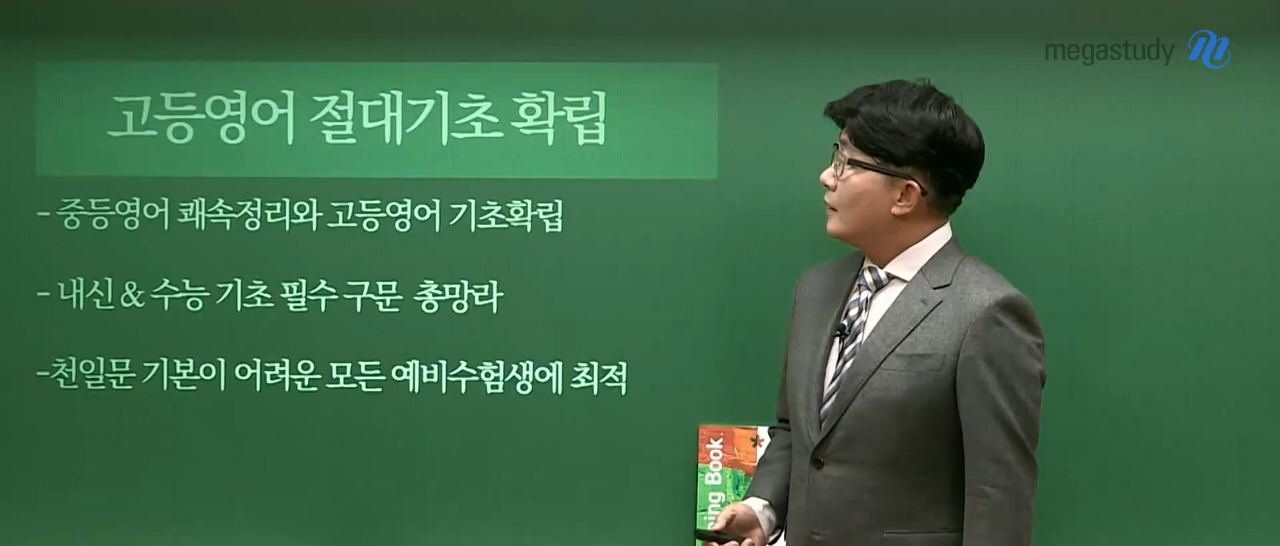 megastudy
고등영어 절대기초 확립
- 중등영어 쾌속정리와 고등영어 기초확립
- 내신 & 수능 기초 필수 구문 총망라
-천일문 기본이 어려운 모든 예비수험생에 최적
Book.